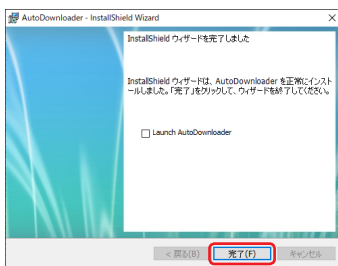 AutoDownloader - InstallShield Wizard
InstallShield ウィザードを完了しました
InstallShield ウィザードは、AutoDownloader を正常にインスト
ールしました。「完了」をクリックして、ウィザードを終了してください。
Launch AutoDownloader
< 戻る(B)
完了(F)
キャンセル